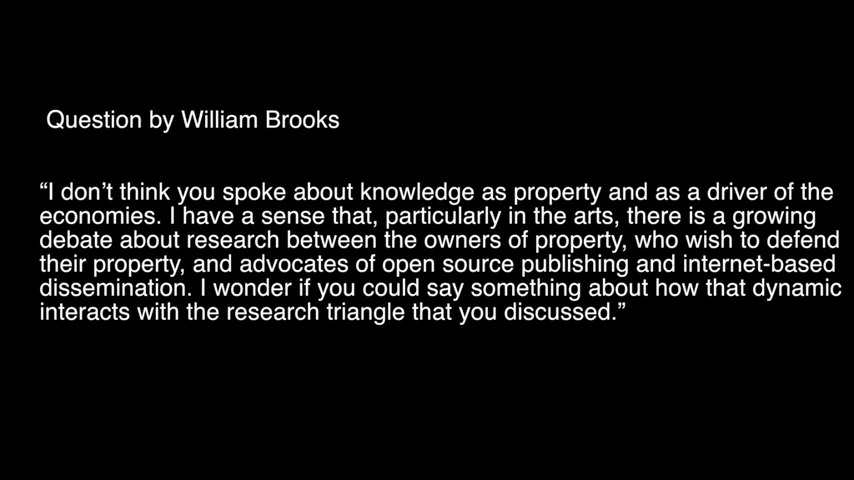 Question by William Brooks
“I don’t think you spoke about knowledge as property and as a driver of the
economies. I have a sense that, particularly in the arts, there is a growing
debate about research between the owners of property, who wish to defend
their property, and advocates of open source publishing and internet-based
dissemination. I wonder if you could say something about how that dynamic
interacts with the research triangle that you discussed.”